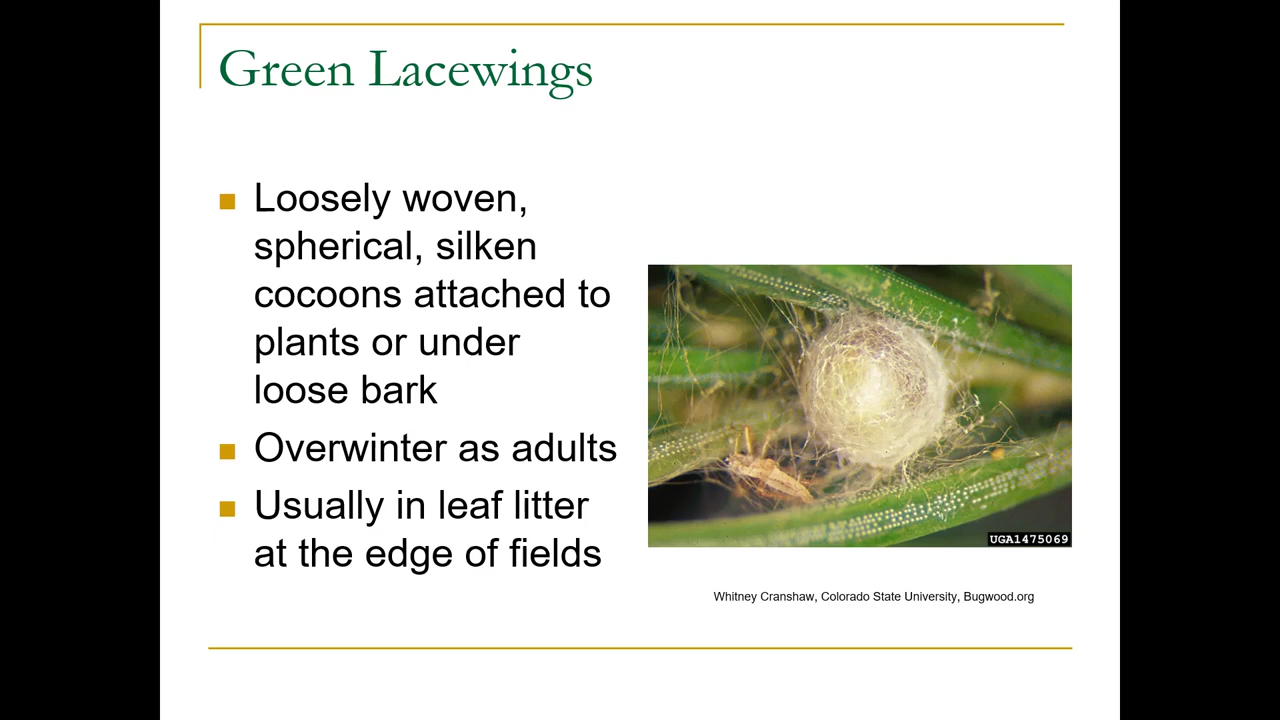 Green Lacewings
Loosely woven,
spherical, silken
cocoons attached to
plants or under
loose bark
Overwinter as adults
Usually in leaf litter
at the edge of fields
UGA1475069
Whitney Cranshaw, Colorado State University, Bugwood.org